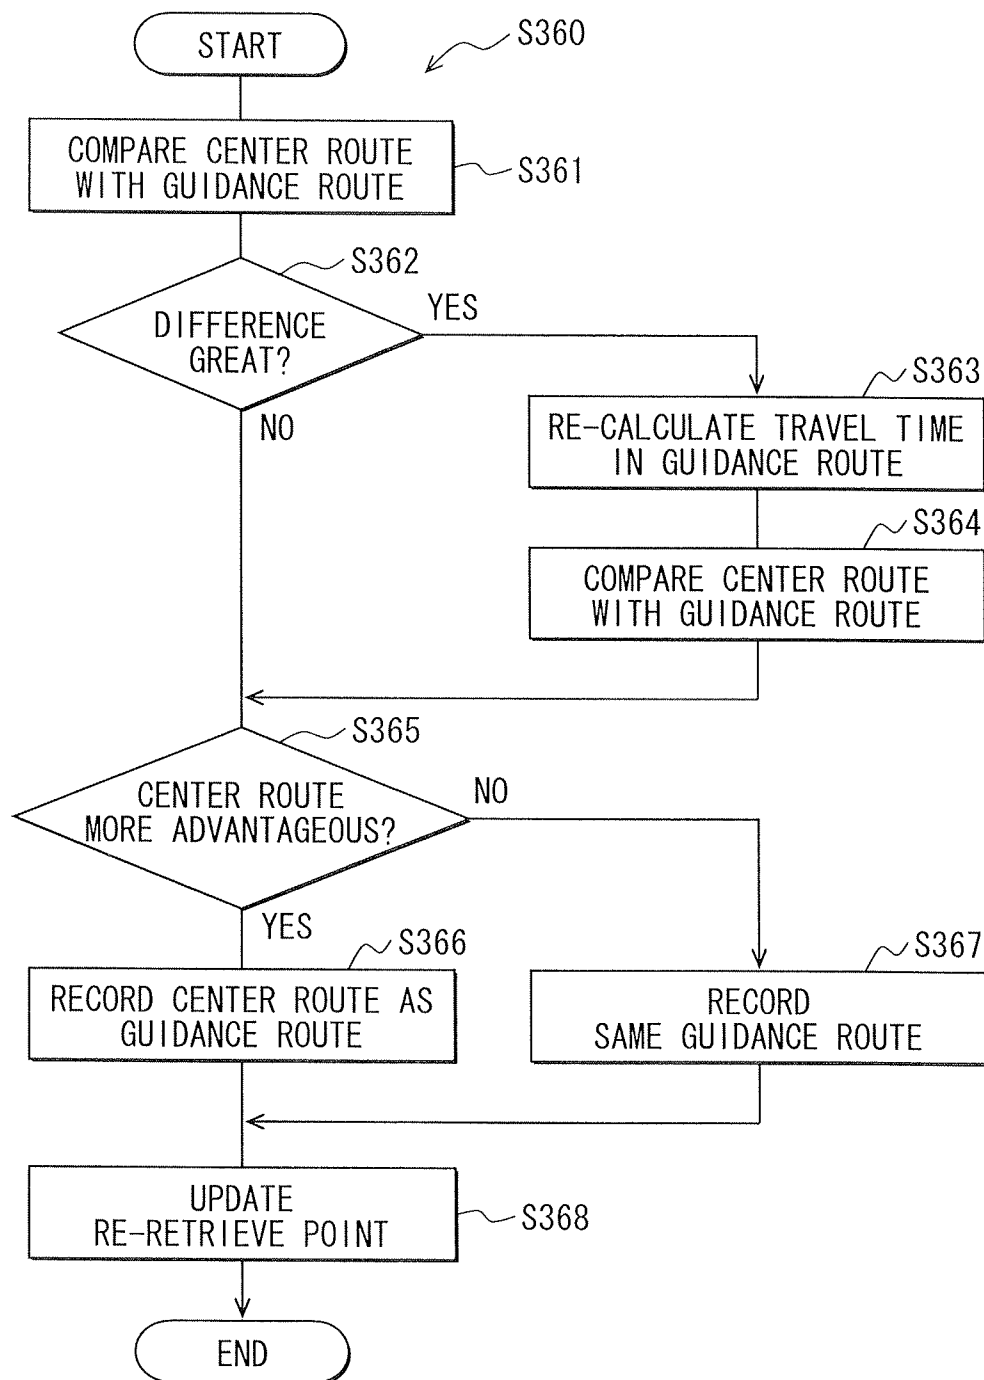 START
S360
COMPARE CENTER ROUTE
WITH GUIDANCE ROUTE
S361
S362
DIFFERENCE
GREAT?
YES
NO
S363
RE-CALCULATE TRAVEL TIME
IN GUIDANCE ROUTE
S364
COMPARE CENTER ROUTE
WITH GUIDANCE ROUTE
S365
CENTER ROUTE
MORE ADVANTAGEOUS?
NO
YES
S366
RECORD CENTER ROUTE AS
GUIDANCE ROUTE
S367
RECORD
SAME GUIDANCE ROUTE
UPDATE
RE-RETRIEVE POINT
S368
END